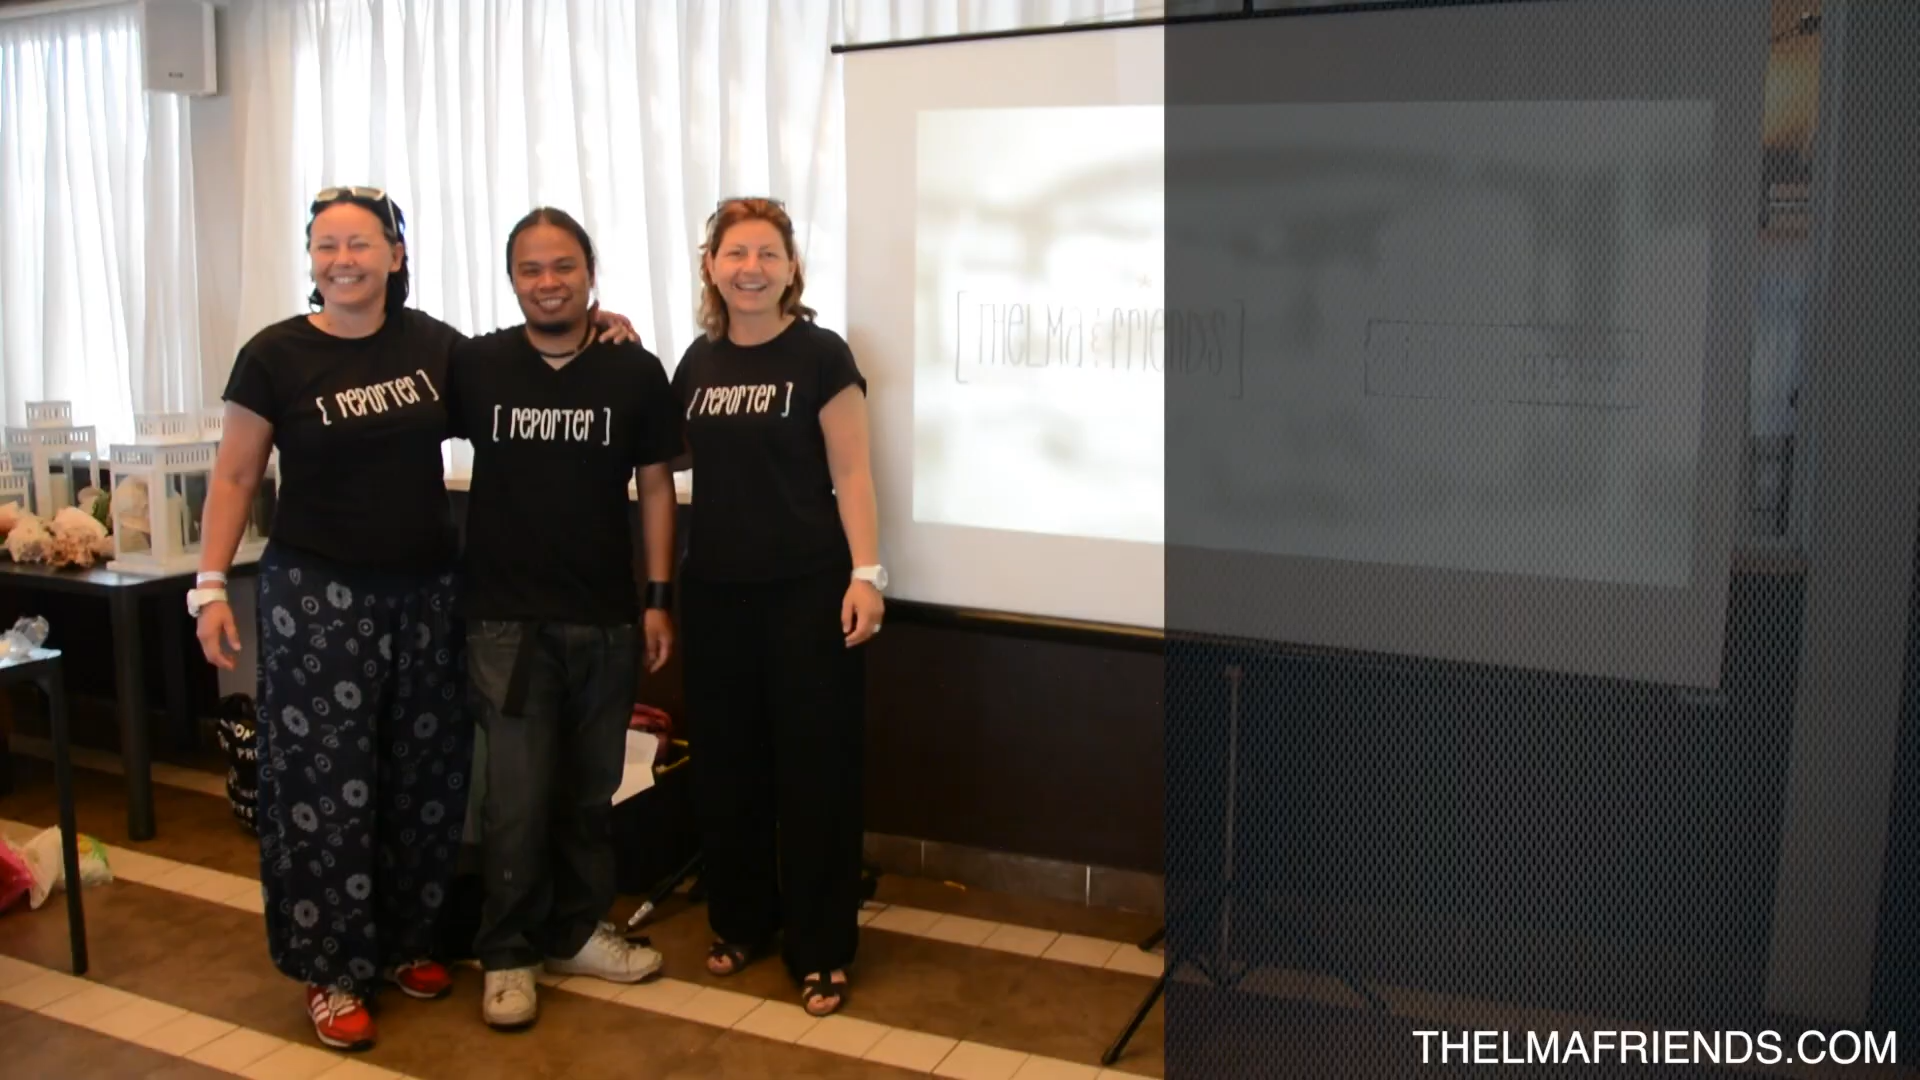 [THELMA & friends]
[ rePOrTer ]
[ rePOrTer ]
[ rePOrTer ]
THELMAFRIENDS.COM